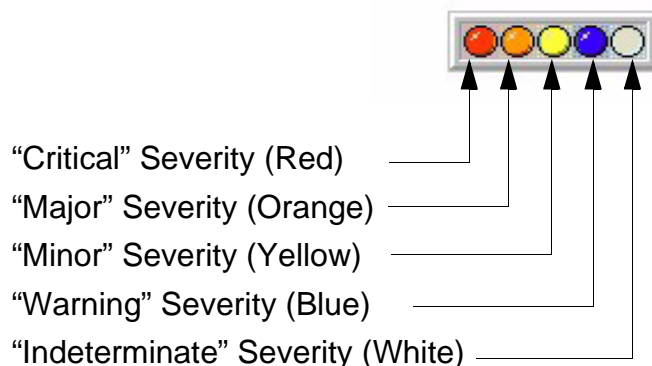 “Critical” Severity (Red)
“Major” Severity (Orange)
“Minor” Severity (Yellow)
“Warning” Severity (Blue)
“Indeterminate” Severity (White)